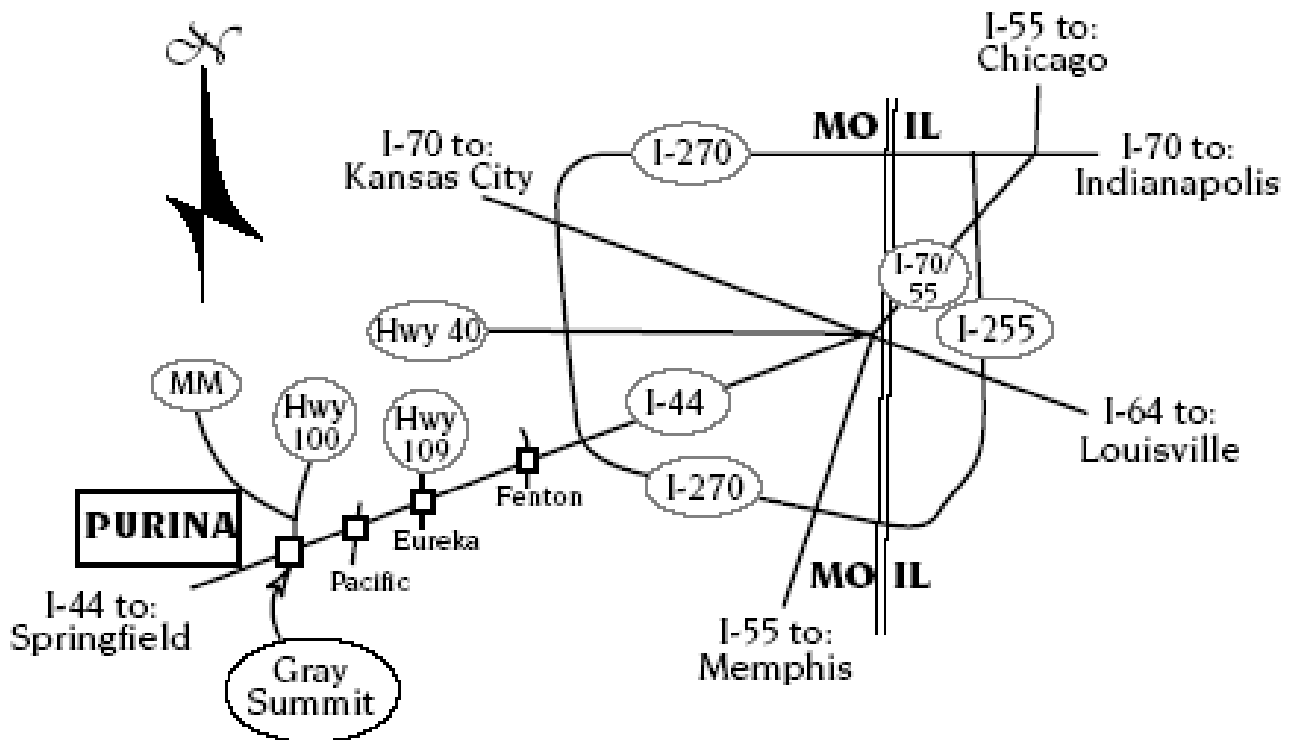 N
I-55 to:
Chicago
MO IL
I-70 to:
Kansas City
I-270
I-70 to:
Indianapolis
I-70/
55
Hwy 40
I-255
MM
Hwy
100
Hwy
109
I-44
I-64 to:
Louisville
I-270
Fenton
PURINA
Eureka
Pacific
MO IL
I-44 to:
Springfield
I-55 to:
Memphis
Gray
Summit